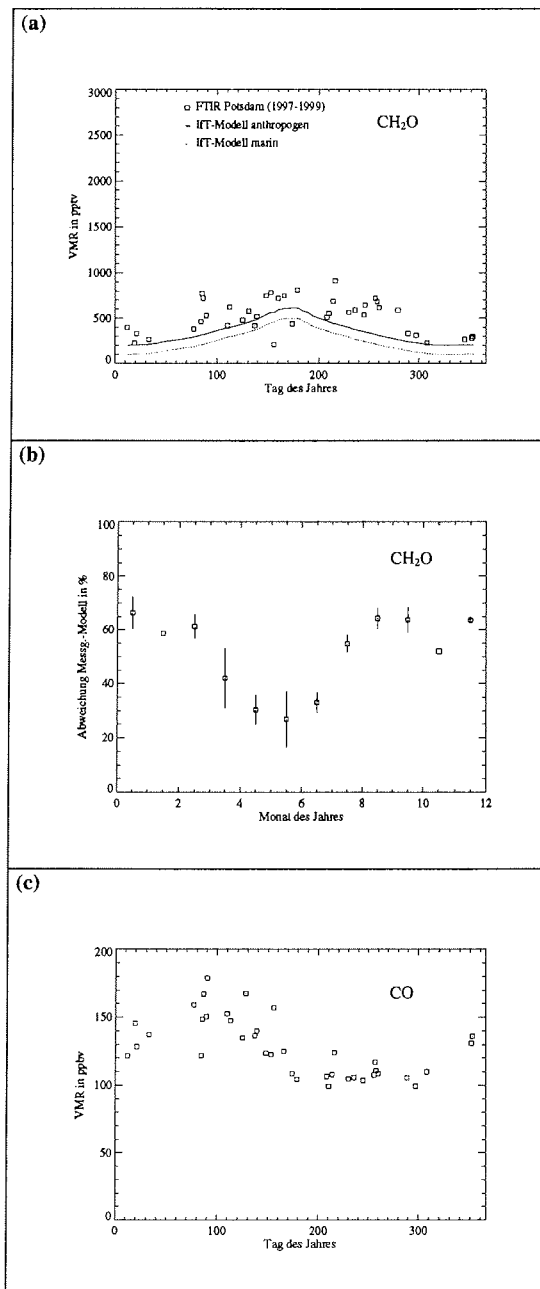 (a)
3000
2500
2000
1500
1000
500
0
VMR in pptv
FTIR Potsdam (1997-1999)
IfT-Modell anthropogen
IfT-Modell marin
CH₂O
0 100 200 300
Tag des Jahres
(b)
100
80
60
40
20
0
Abweichung Messg.-Modell in %
CH₂O
0 2 4 6 8 10 12
Monat des Jahres
(c)
200
150
100
50
0
VMR in ppbv
CO
0 100 200 300
Tag des Jahres